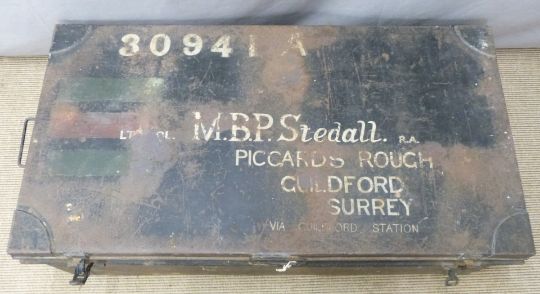 30941 A
LT. COL. M.B.P. Stedall. R.A.
PICCARDS ROUGH
GUILDFORD
SURREY
VIA GUILDFORD STATION